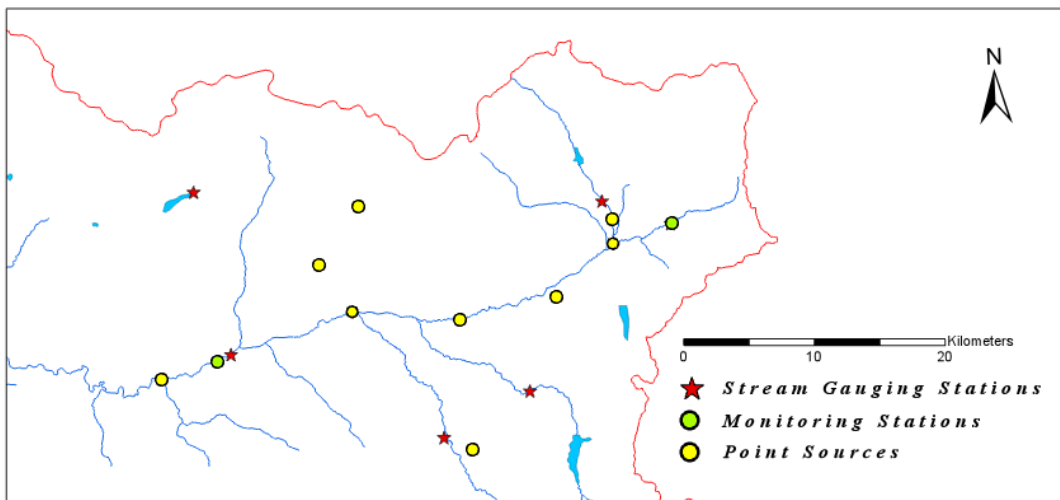 N
Kilometers
0 10 20
Stream Gauging Stations
Monitoring Stations
Point Sources